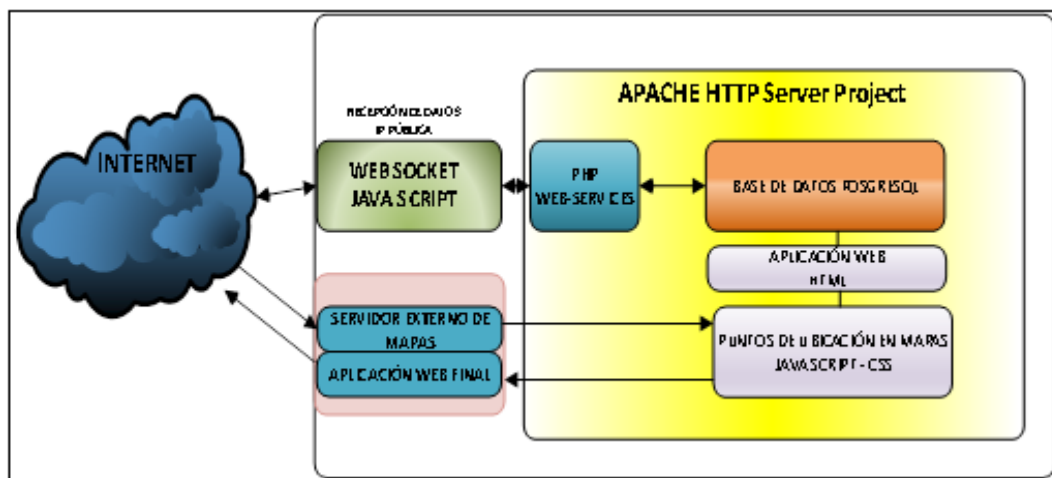 APACHE HTTP Server Project
RECEPCIÓN DE DATOS
IP PÚBLICA
INTERNET
WEB SOCKET
JAVA SCRIPT
PHP
WEB-SERVICES
BASE DE DATOS POSGRESQL
APLICACIÓN WEB
HTML
SERVIDOR EXTERNO DE
MAPAS
APLICACIÓN WEB FINAL
PUNTOS DE UBICACIÓN EN MAPAS
JAVASCRIPT - CSS